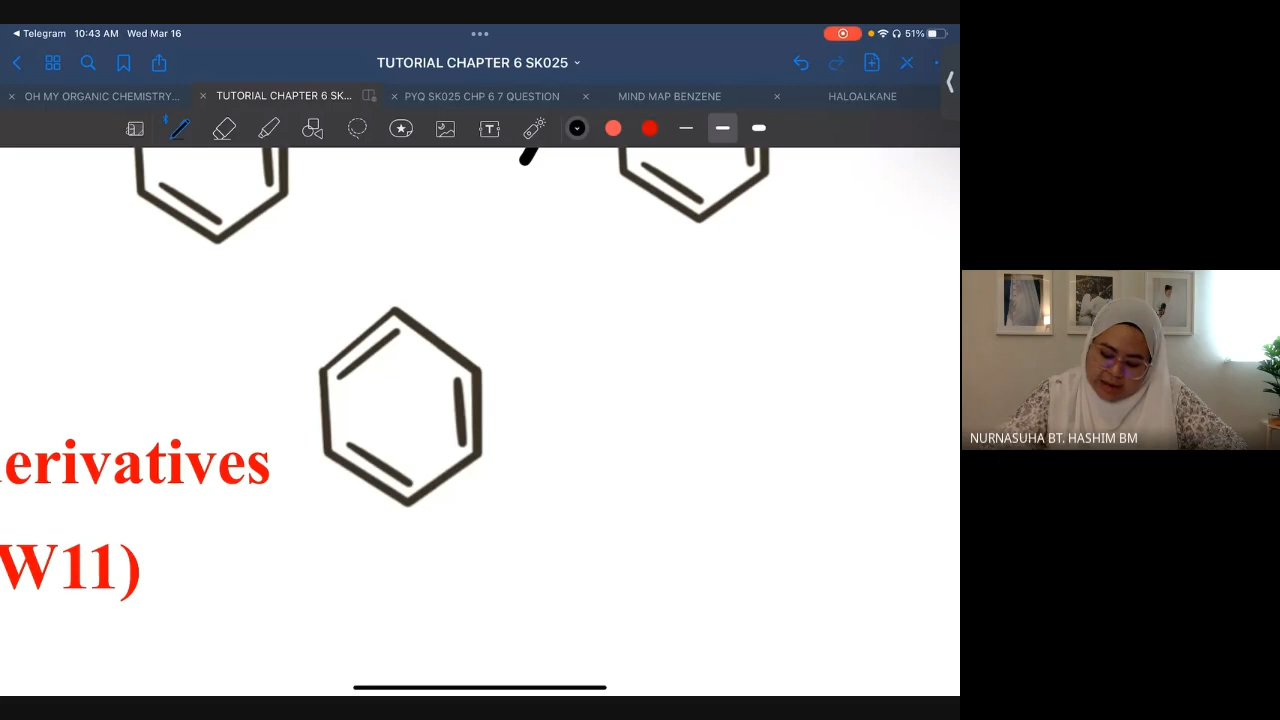 Telegram 10:43 AM Wed Mar 16 51%
TUTORIAL CHAPTER 6 SK025
OH MY ORGANIC CHEMISTRY... TUTORIAL CHAPTER 6 SK... PYQ SK025 CHP 6 7 QUESTION MIND MAP BENZENE HALOALKANE
T
NURNASUHA BT. HASHIM BM
erivatives
W11)